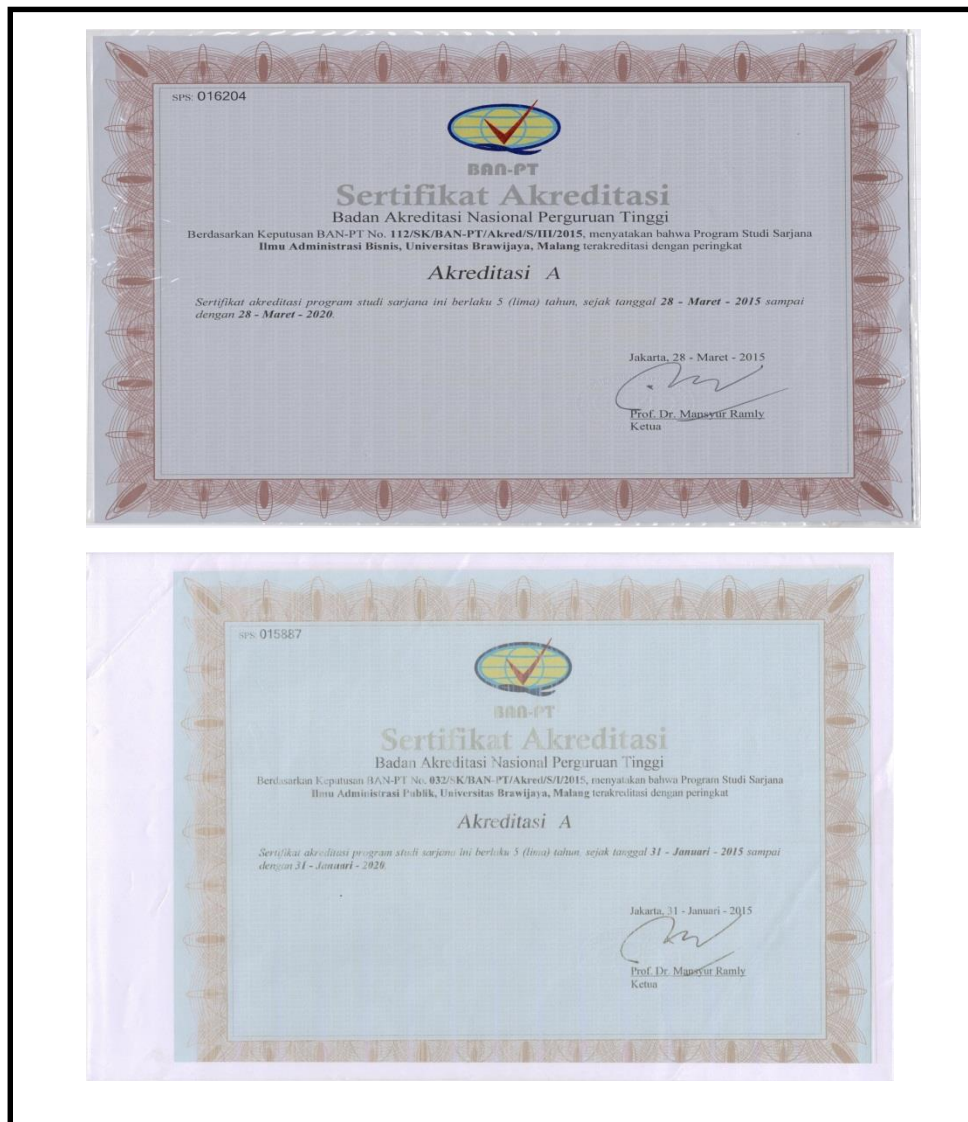 SPS: 016204
BAN-PT
Sertifikat Akreditasi
Badan Akreditasi Nasional Perguruan Tinggi
Berdasarkan Keputusan BAN-PT No. 112/SK/BAN-PT/Akred/S/III/2015, menyatakan bahwa Program Studi Sarjana
Ilmu Administrasi Bisnis, Universitas Brawijaya, Malang terakreditasi dengan peringkat
Akreditasi A
Sertifikat akreditasi program studi sarjana ini berlaku 5 (lima) tahun, sejak tanggal 28 - Maret - 2015 sampai
dengan 28 - Maret - 2020.
Jakarta, 28 - Maret - 2015
Prof. Dr. Mansyur Ramly
Ketua
SPS: 015887
BAN-PT
Sertifikat Akreditasi
Badan Akreditasi Nasional Perguruan Tinggi
Berdasarkan Keputusan BAN-PT No. 032/SK/BAN-PT/Akred/S/I/2015, menyatakan bahwa Program Studi Sarjana
Ilmu Administrasi Publik, Universitas Brawijaya, Malang terakreditasi dengan peringkat
Akreditasi A
Sertifikat akreditasi program studi sarjana ini berlaku 5 (lima) tahun, sejak tanggal 31 - Januari - 2015 sampai
dengan 31 - Januari - 2020.
Jakarta, 31 - Januari - 2015
Prof. Dr. Mansyur Ramly
Ketua